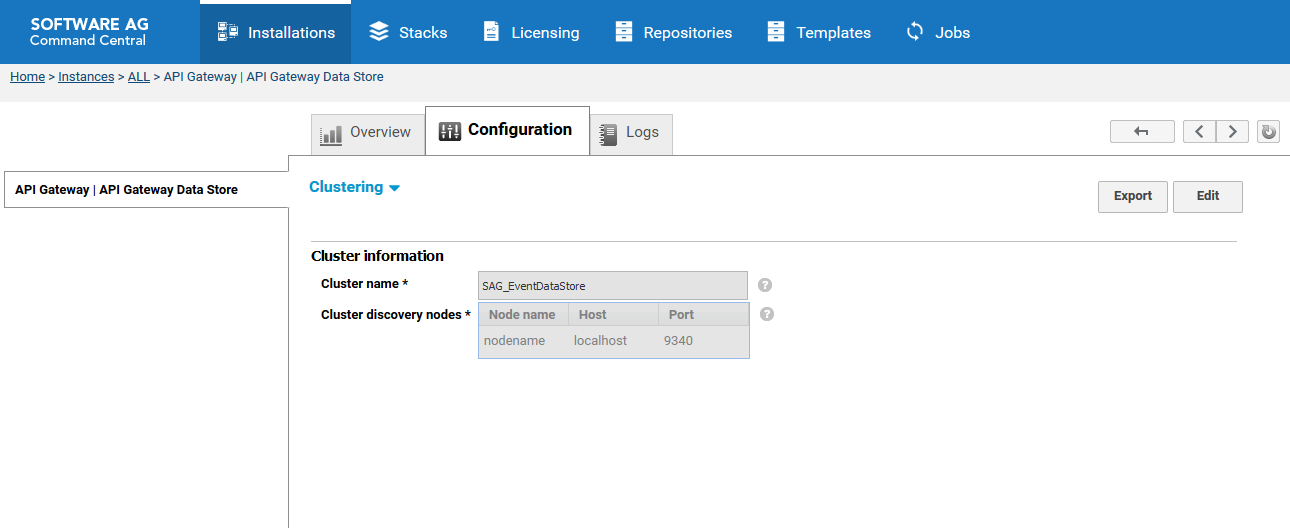 SOFTWARE AG
Command Central
Installations
Stacks
Licensing
Repositories
Templates
Jobs
Home > Instances > ALL > API Gateway | API Gateway Data Store
Overview
Configuration
Logs
API Gateway | API Gateway Data Store
Clustering
Export
Edit
Cluster information
Cluster name *
SAG_EventDataStore
?
Cluster discovery nodes *
Node name Host Port
?
nodename localhost 9340